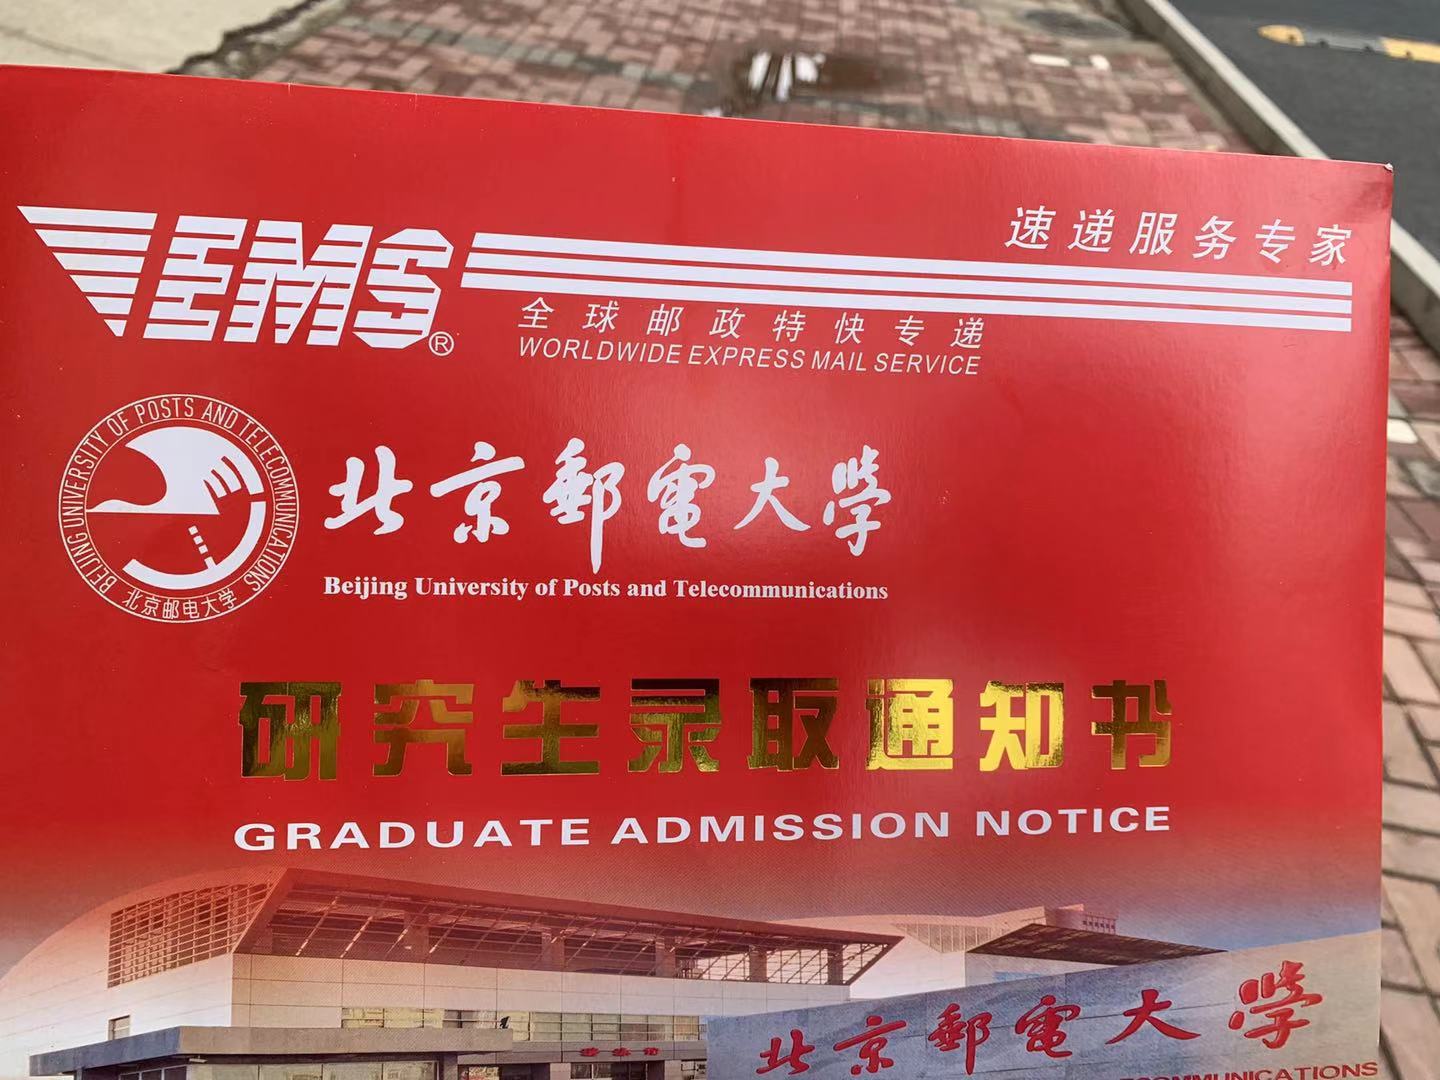 速递服务专家
EMS®
全球邮政特快专递
WORLDWIDE EXPRESS MAIL SERVICE
BEIJING UNIVERSITY OF POSTS AND TELECOMMUNICATIONS
北京邮电大学
北京郵電大學
Beijing University of Posts and Telecommunications
研究生录取通知书
GRADUATE ADMISSION NOTICE
北京郵電大學
COMMUNICATIONS